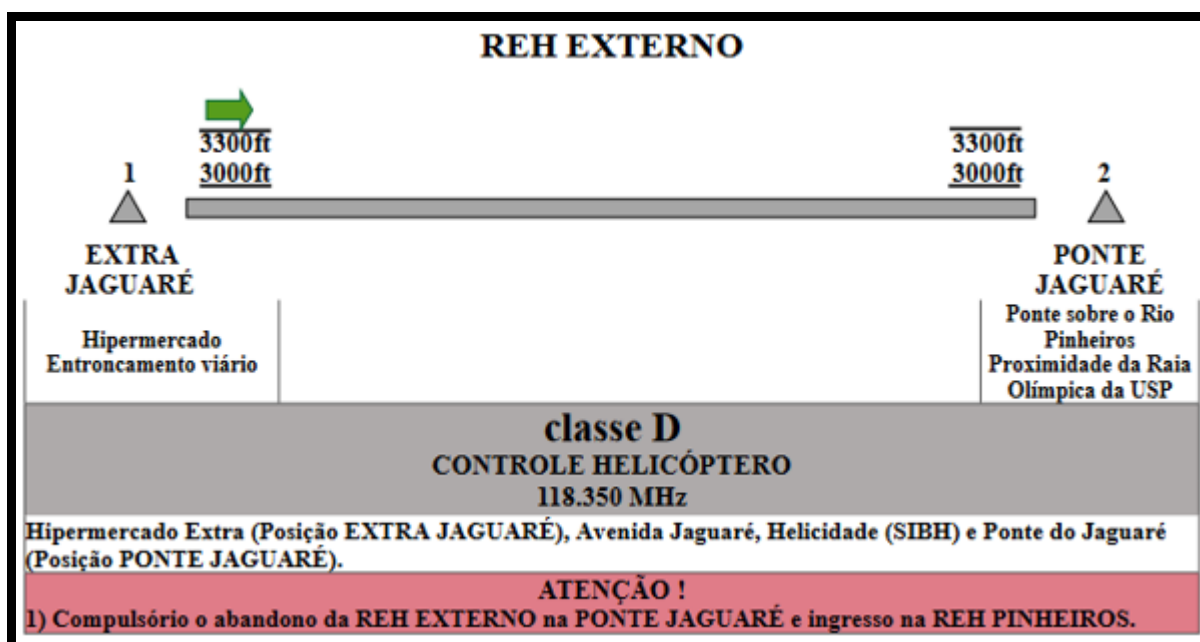 REH EXTERNO
3300ft
3000ft
3300ft
3000ft
1
2
EXTRA
JAGUARÉ
PONTE
JAGUARÉ
Hipermercado
Entroncamento viário
Ponte sobre o Rio
Pinheiros
Proximidade da Raia
Olímpica da USP
classe D
CONTROLE HELICÓPTERO
118.350 MHz
Hipermercado Extra (Posição EXTRA JAGUARÉ), Avenida Jaguaré, Helicidade (SIBH) e Ponte do Jaguaré
(Posição PONTE JAGUARÉ).
ATENÇÃO !
1) Compulsório o abandono da REH EXTERNO na PONTE JAGUARÉ e ingresso na REH PINHEIROS.